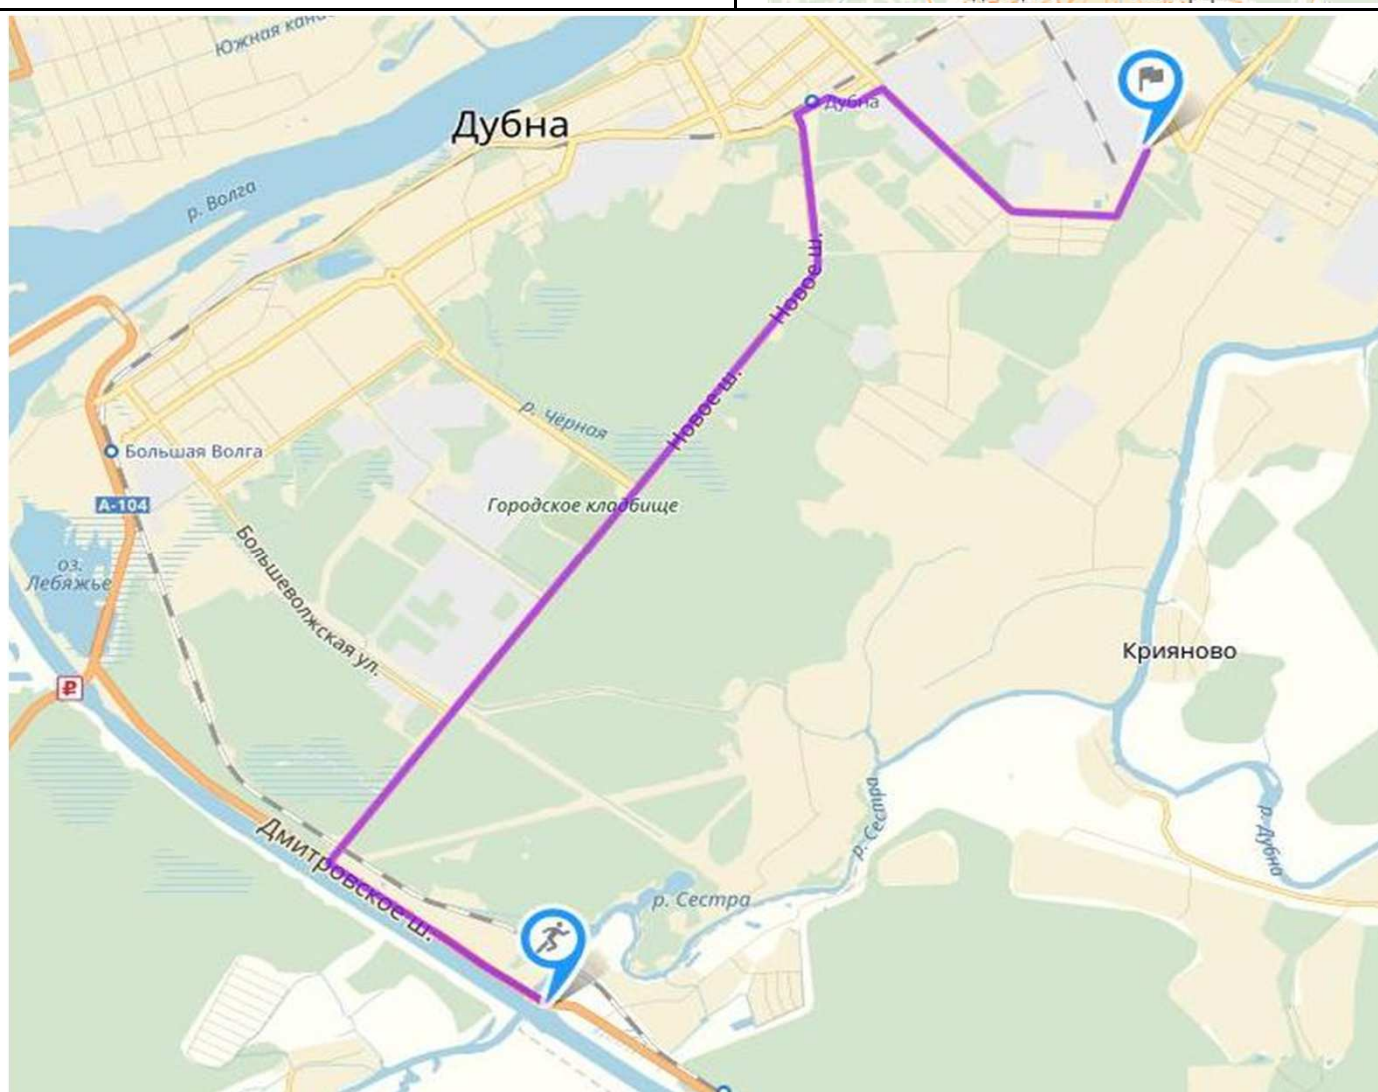 Южная кана
Дубна
Дубна
р. Волга
Новое ш.
Новое ш.
р. Чёрная
Большая Волга
А-104
Городское кладбище
оз.
Лебяжье
Большеволжская ул.
Крияново
₽
Дмитровское ш.
р. Сестра
р. Дубна
р. Сестра